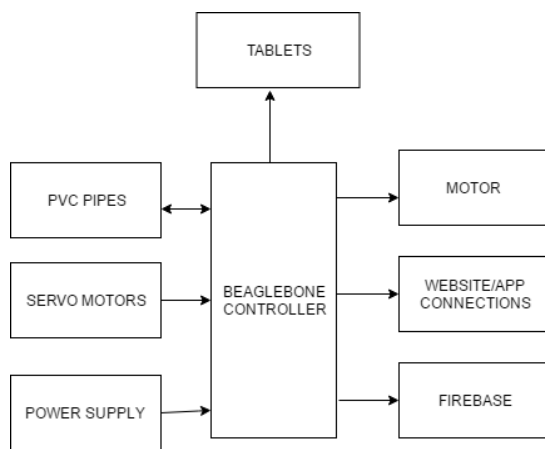 TABLETS
PVC PIPES
MOTOR
SERVO MOTORS
BEAGLEBONE
CONTROLLER
WEBSITE/APP
CONNECTIONS
POWER SUPPLY
FIREBASE